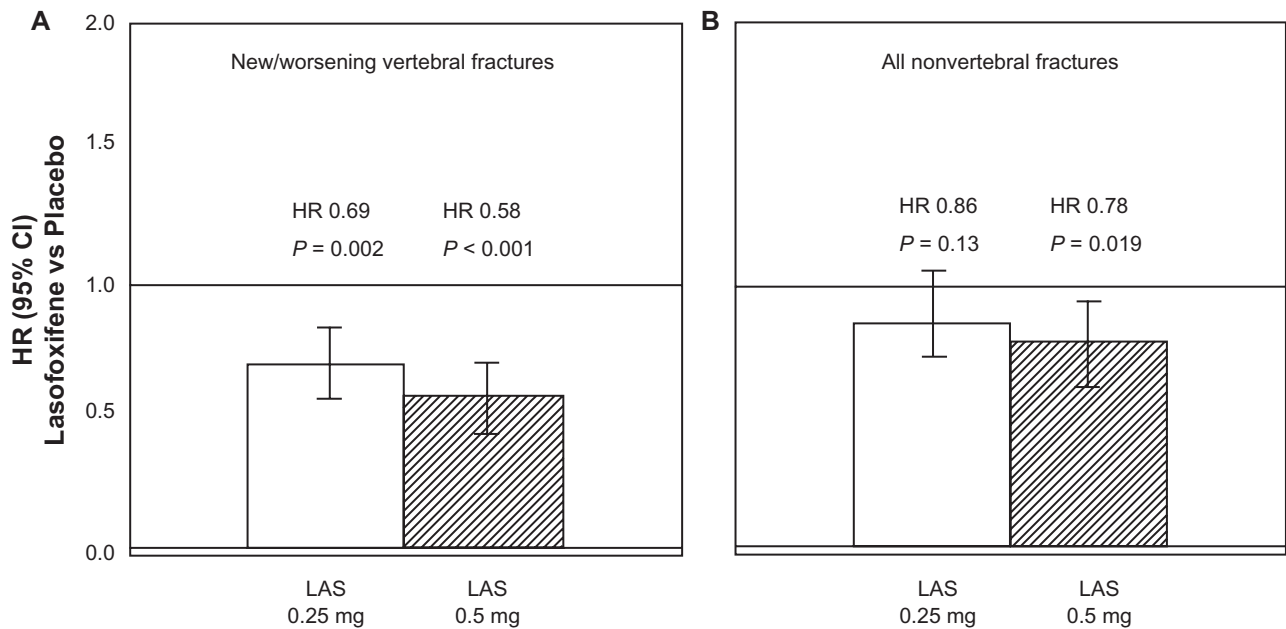 A
B
HR (95% CI)
Lasofoxifene vs Placebo
2.0
1.5
1.0
0.5
0.0
New/worsening vertebral fractures
HR 0.69
P = 0.002
HR 0.58
P < 0.001
LAS
0.25 mg
LAS
0.5 mg
All nonvertebral fractures
HR 0.86
P = 0.13
HR 0.78
P = 0.019
LAS
0.25 mg
LAS
0.5 mg